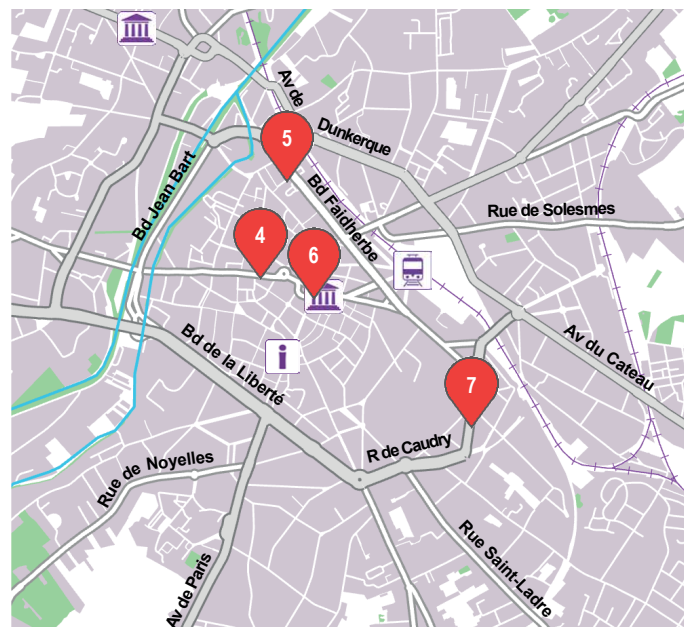 Av de
Dunkerque
5
Bd Jean Bart
Bd Faidherbe
Rue de Solesmes
4
6
i
Av du Cateau
Bd de la Liberté
7
R de Caudry
Rue de Noyelles
Rue Saint-Ladre
Av de Paris